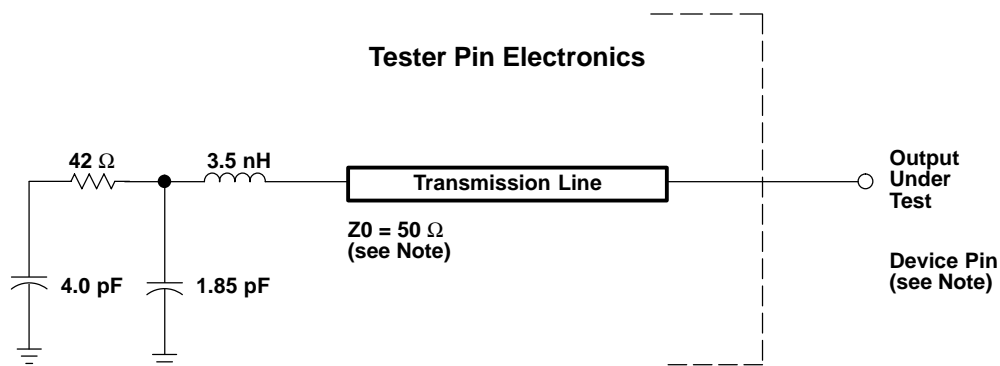 Tester Pin Electronics
42 Ω
3.5 nH
Transmission Line
Output
Under
Test
Z0 = 50 Ω
(see Note)
Device Pin
(see Note)
4.0 pF
1.85 pF